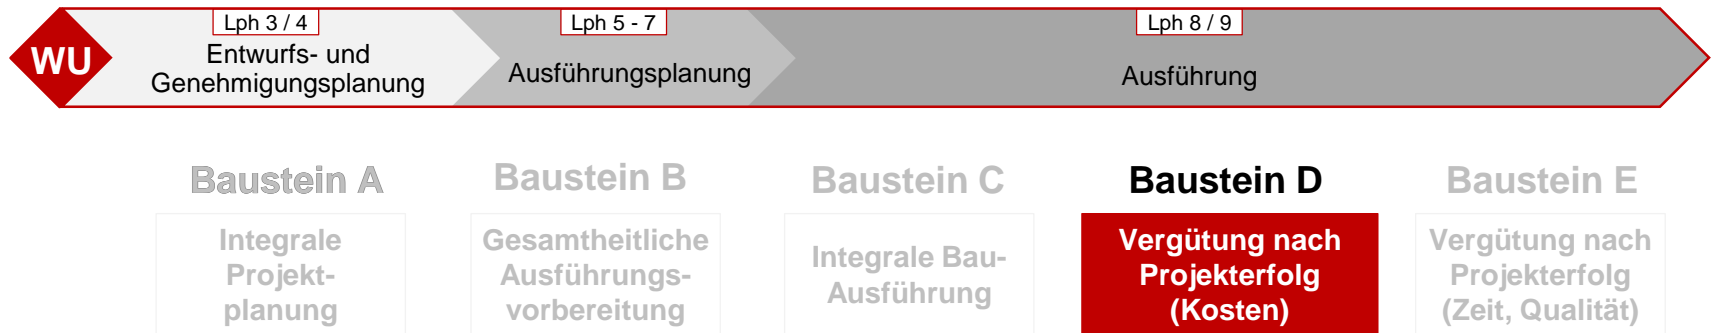 WU
Lph 3 / 4
Entwurfs- und
Genehmigungsplanung
Lph 5 - 7
Ausführungsplanung
Lph 8 / 9
Ausführung
Baustein A
Integrale
Projekt-
planung
Baustein B
Gesamtheitliche
Ausführungs-
vorbereitung
Baustein C
Integrale Bau-
Ausführung
Baustein D
Vergütung nach
Projekterfolg
(Kosten)
Baustein E
Vergütung nach
Projekterfolg
(Zeit, Qualität)